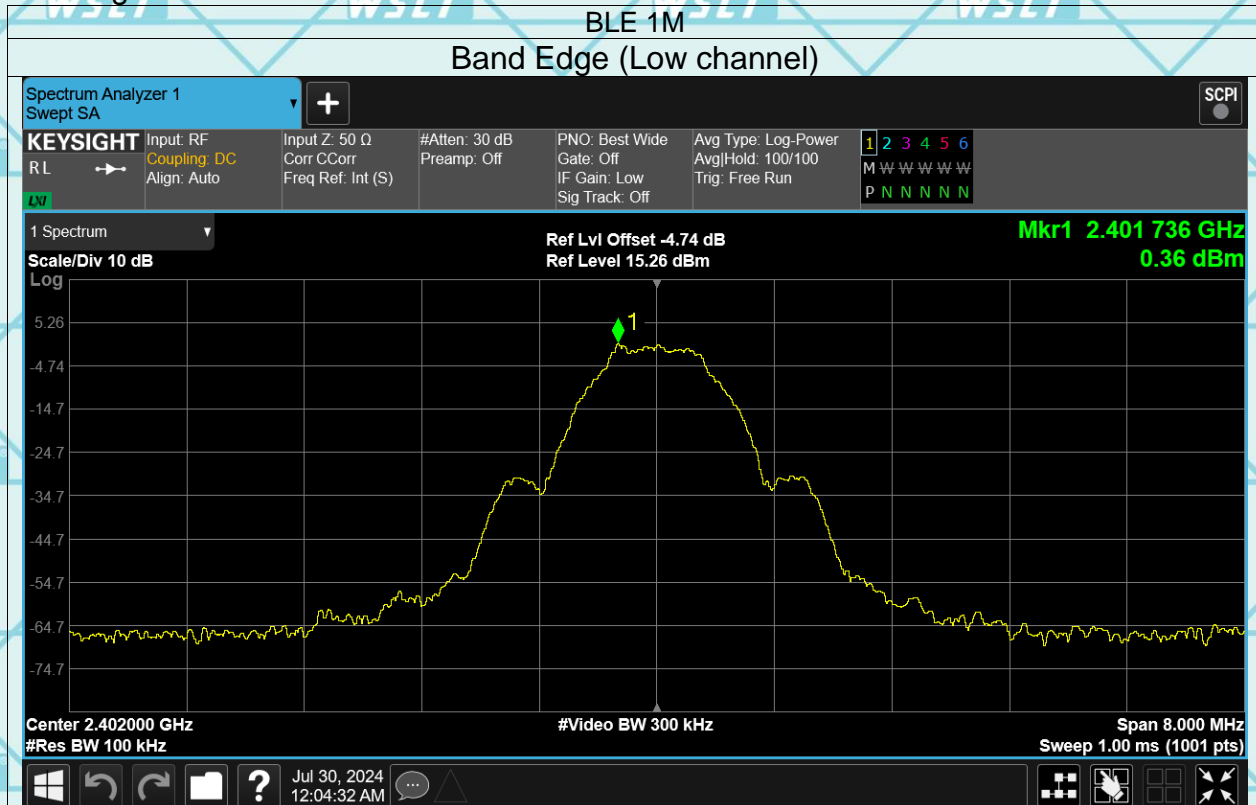 BLE 1M
Band Edge (Low channel)
Spectrum Analyzer 1
Swept SA
+
SCPI
KEYSIGHT
R L
LXI
Input: RF
Coupling: DC
Align: Auto
Input Z: 50 Ω
Corr CCorr
Freq Ref: Int (S)
#Atten: 30 dB
Preamp: Off
PNO: Best Wide
Gate: Off
IF Gain: Low
Sig Track: Off
Avg Type: Log-Power
Avg|Hold: 100/100
Trig: Free Run
1 2 3 4 5 6
M W W W W W
P N N N N N
1 Spectrum
Scale/Div 10 dB
Log
Ref Lvl Offset -4.74 dB
Ref Level 15.26 dBm
Mkr1 2.401 736 GHz
0.36 dBm
1
5.26
-4.74
-14.7
-24.7
-34.7
-44.7
-54.7
-64.7
-74.7
Center 2.402000 GHz
#Res BW 100 kHz
#Video BW 300 kHz
Span 8.000 MHz
Sweep 1.00 ms (1001 pts)
?
Jul 30, 2024
12:04:32 AM